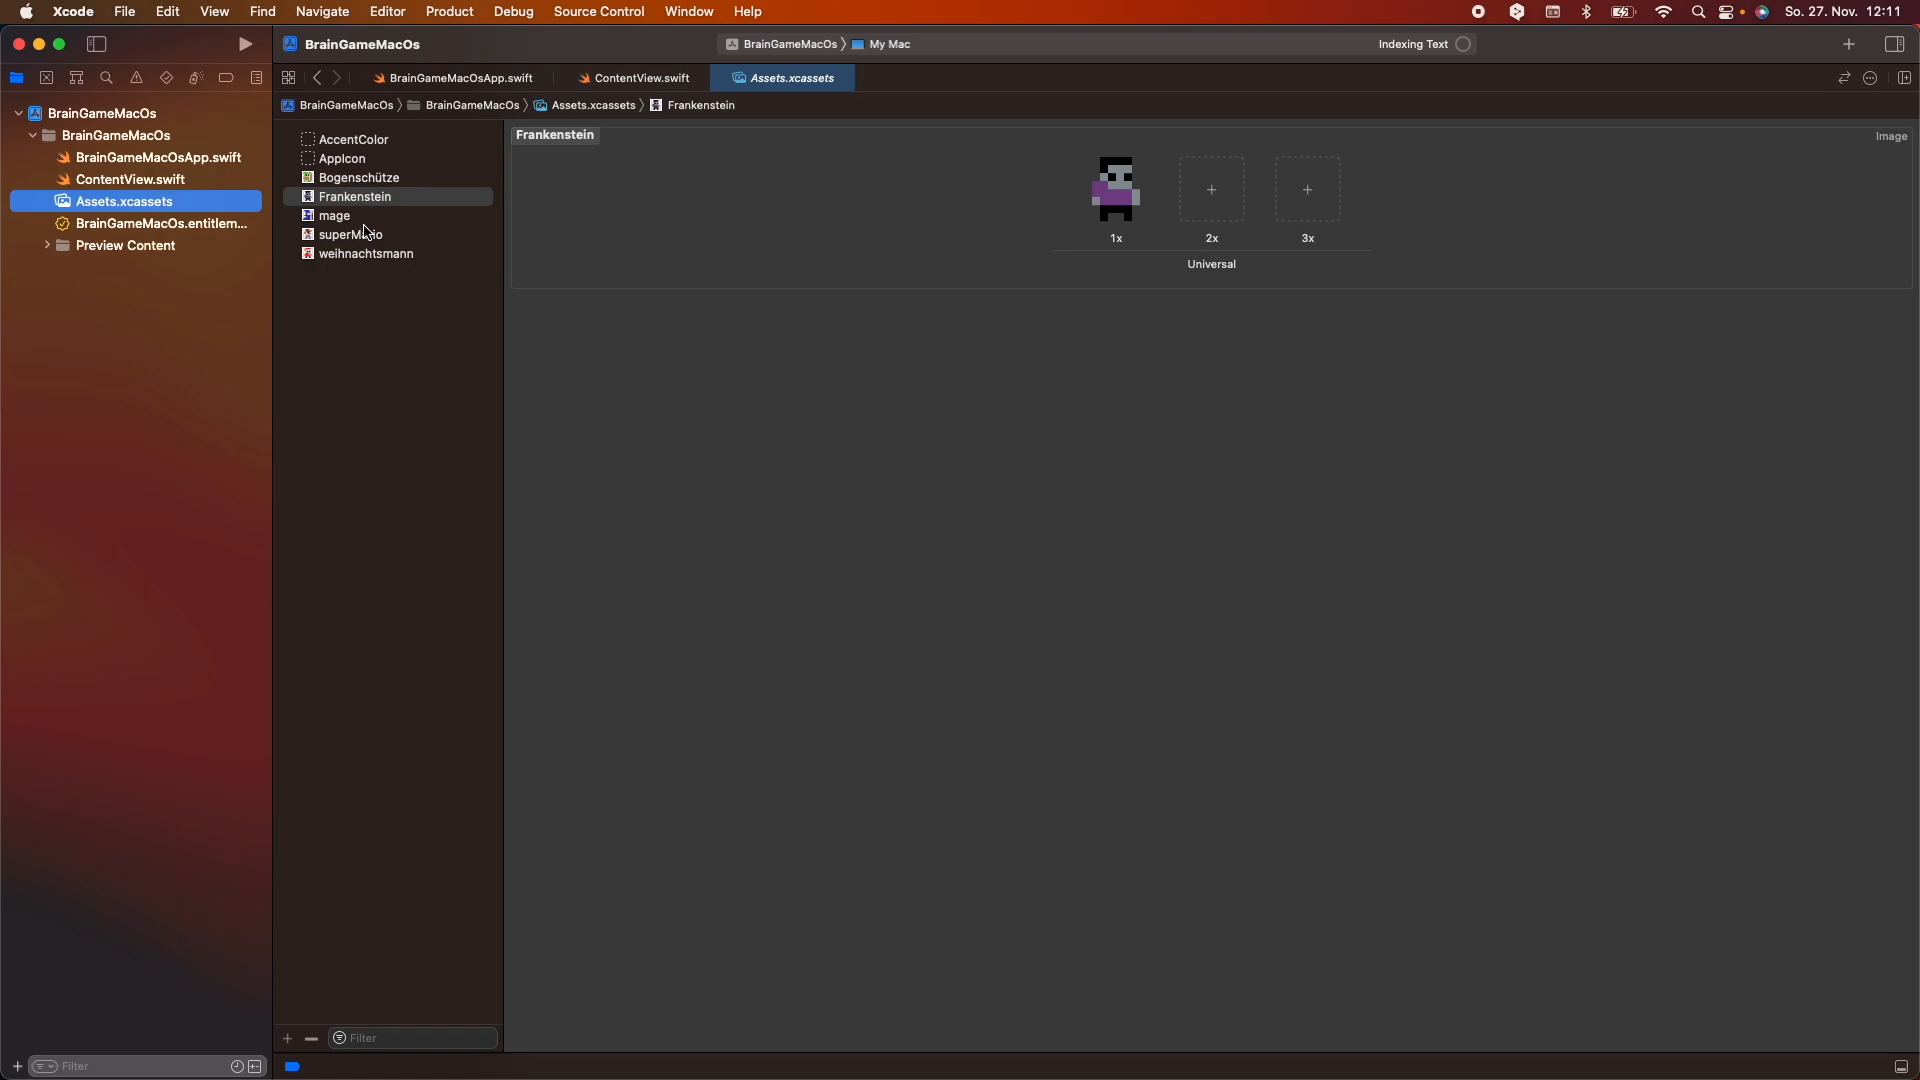 Xcode File Edit View Find Navigate Editor Product Debug Source Control Window Help So. 27. Nov. 12:11
BrainGameMacOs BrainGameMacOs My Mac Indexing Text
BrainGameMacOsApp.swift ContentView.swift Assets.xcassets
BrainGameMacOs BrainGameMacOs Assets.xcassets Frankenstein
BrainGameMacOs
BrainGameMacOs
BrainGameMacOsApp.swift
ContentView.swift
Assets.xcassets
BrainGameMacOs.entitlem...
Preview Content
AccentColor
AppIcon
Bogenschütze
Frankenstein
mage
superMario
weihnachtsmann
Frankenstein Image
1x 2x 3x
Universal
Filter
Filter